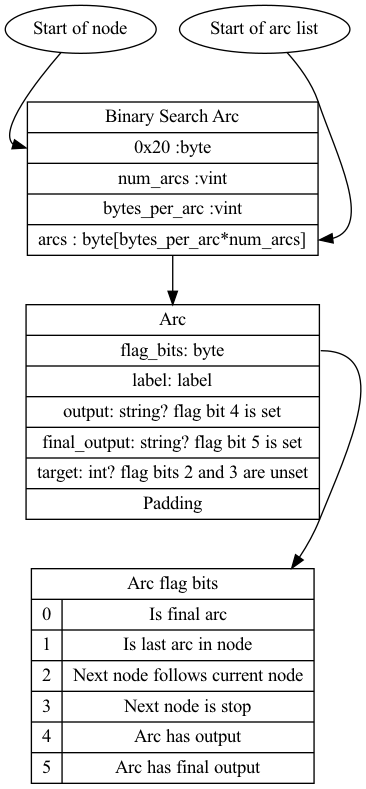 Start of node
Start of arc list
Binary Search Arc
0x20 :byte
num_arcs :vint
bytes_per_arc :vint
arcs : byte[bytes_per_arc*num_arcs]
Arc
flag_bits: byte
label: label
output: string? flag bit 4 is set
final_output: string? flag bit 5 is set
target: int? flag bits 2 and 3 are unset
Padding
Arc flag bits
0 Is final arc
1 Is last arc in node
2 Next node follows current node
3 Next node is stop
4 Arc has output
5 Arc has final output